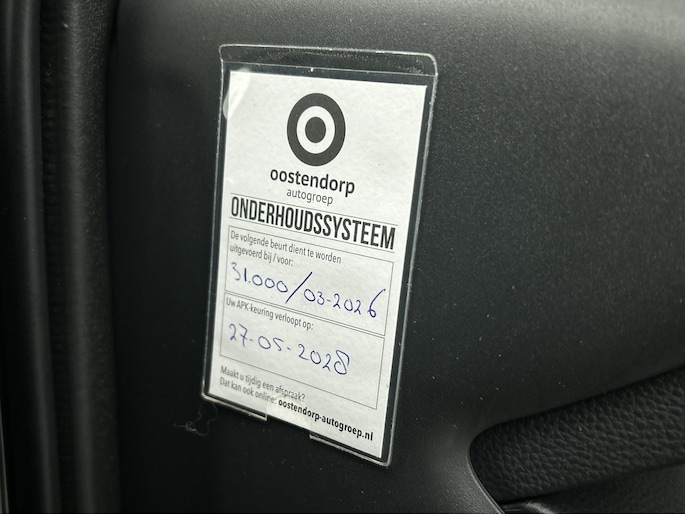 oostendorp
autogroep
ONDERHOUDSSYSTEEM
De volgende beurt dient te worden
uitgevoerd bij / voor:
31.000/03-2026
Uw APK-keuring verloopt op:
27-05-2028
Maakt u tijdig een afspraak?
Dat kan ook online: oostendorp-autogroep.nl